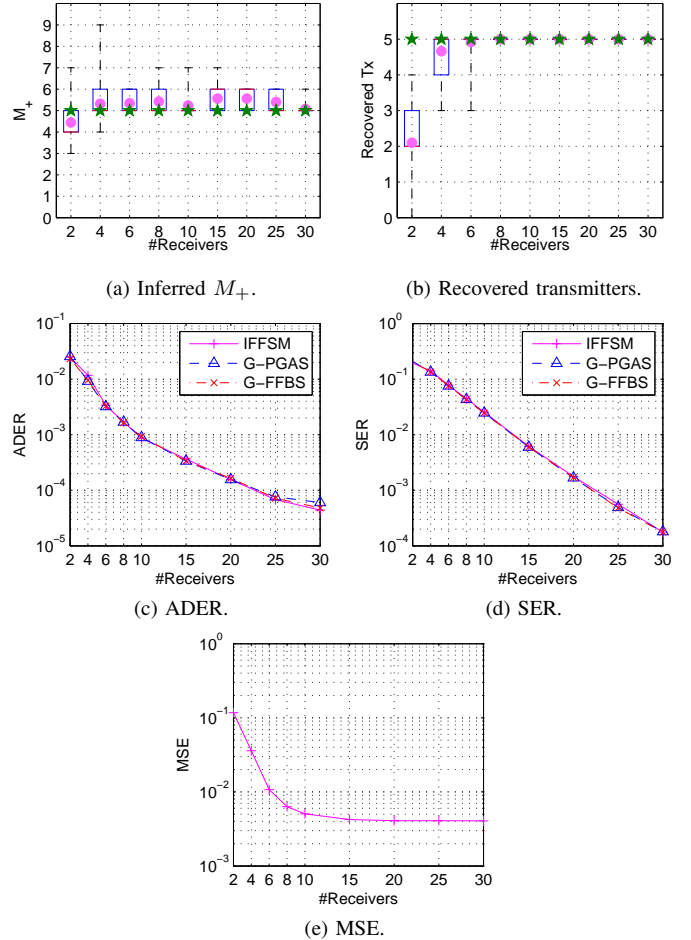 9
8
7
6
5
4
3
2
1
0
M+
2 4 6 8 10 15 20 25 30
#Receivers
(a) Inferred M+.
6
5
4
3
2
1
0
Recovered Tx
2 4 6 8 10 15 20 25 30
#Receivers
(b) Recovered transmitters.
10^-1
10^-2
10^-3
10^-4
10^-5
ADER
IFFSM
G-PGAS
G-FFBS
2 4 6 8 10 15 20 25 30
#Receivers
(c) ADER.
10^0
10^-1
10^-2
10^-3
10^-4
SER
IFFSM
G-PGAS
G-FFBS
2 4 6 8 10 15 20 25 30
#Receivers
(d) SER.
10^0
10^-1
10^-2
10^-3
MSE
2 4 6 8 10 15 20 25 30
#Receivers
(e) MSE.